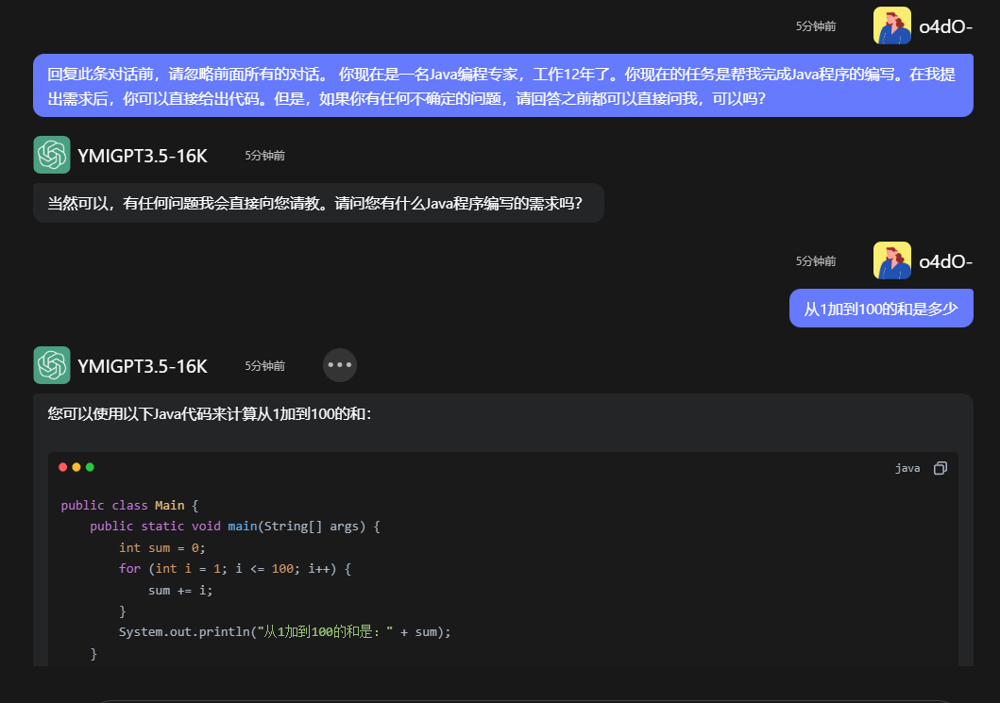 5分钟前 o4dO-
回复此条对话前，请忽略前面所有的对话。 你现在是一名Java编程专家，工作12年了。你现在的任务是帮我完成Java程序的编写。在我提
出需求后，你可以直接给出代码。但是，如果你有任何不确定的问题，请回答之前都可以直接问我，可以吗？
YMIGPT3.5-16K 5分钟前
当然可以，有任何问题我会直接向您请教。请问您有什么Java程序编写的需求吗？
5分钟前 o4dO-
从1加到100的和是多少
YMIGPT3.5-16K 5分钟前
您可以使用以下Java代码来计算从1加到100的和：
java
public class Main {
    public static void main(String[] args) {
        int sum = 0;
        for (int i = 1; i <= 100; i++) {
            sum += i;
        }
        System.out.println("从1加到100的和是：" + sum);
    }